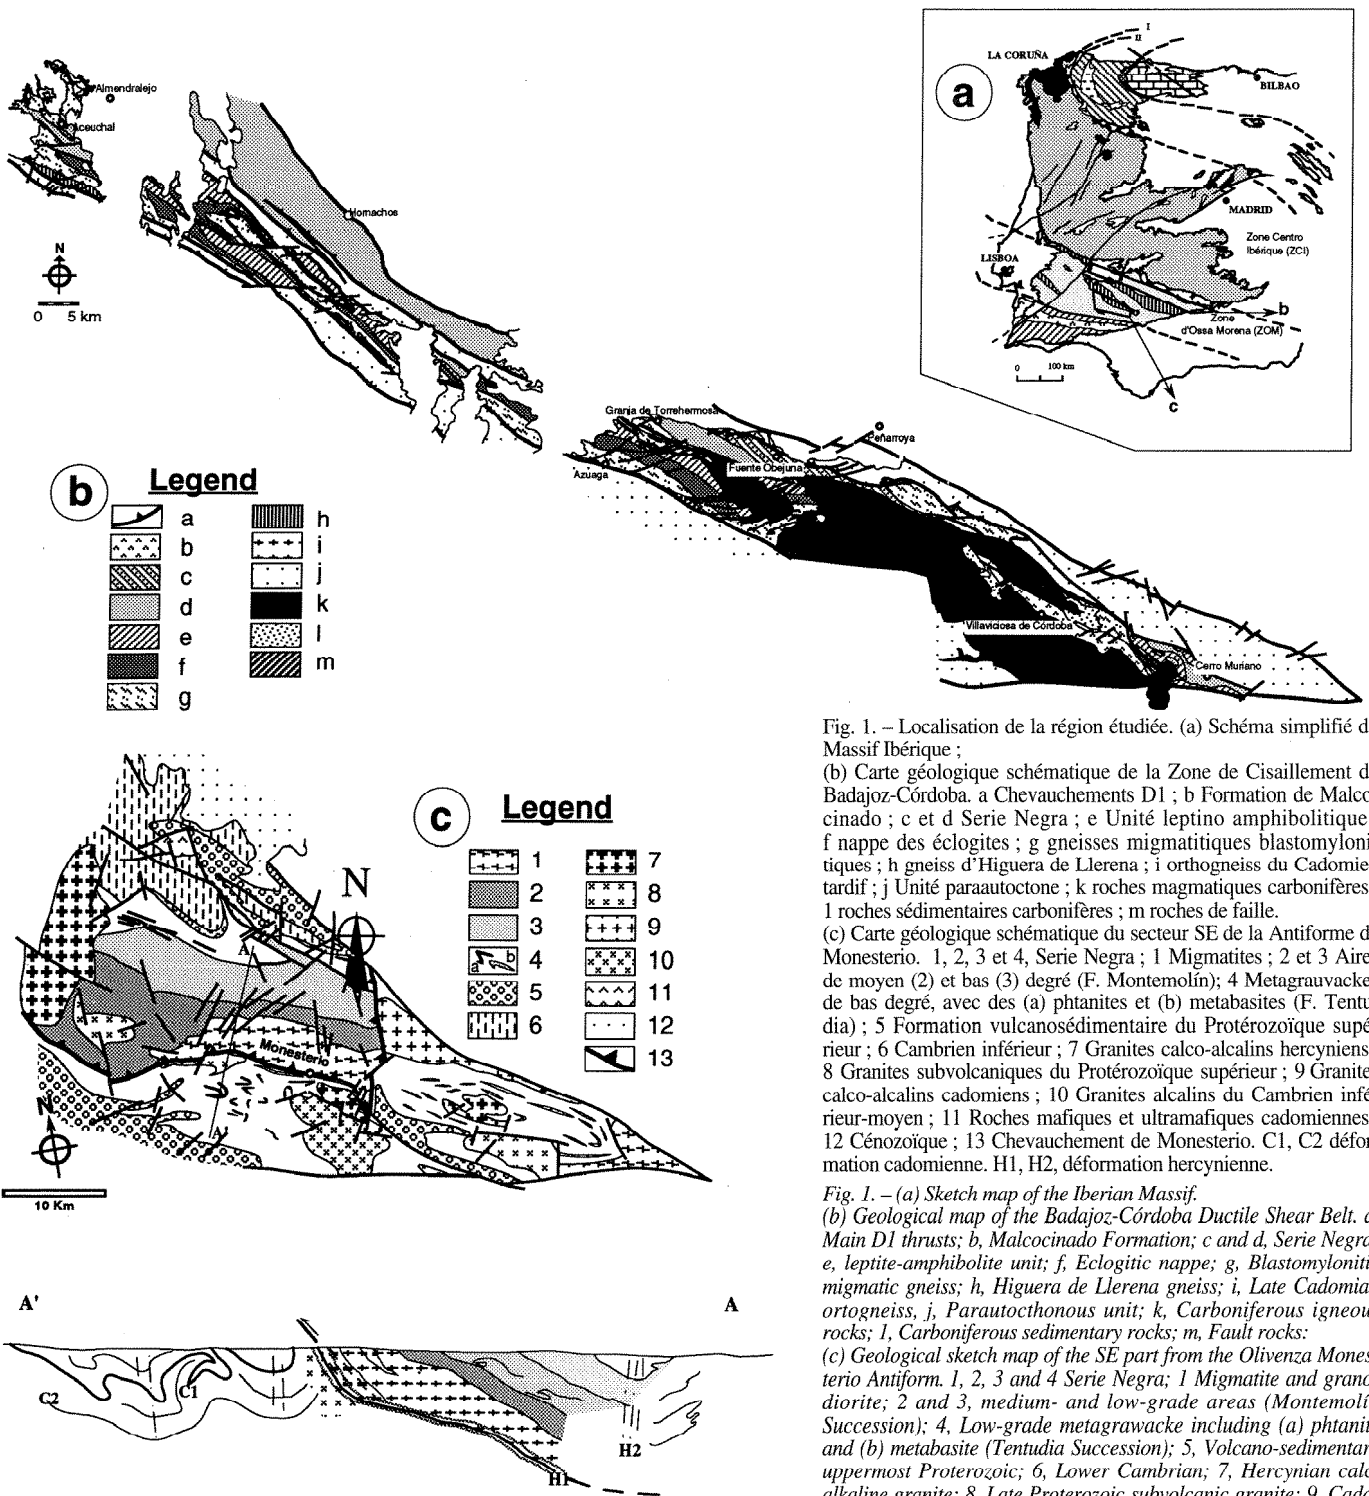 I
II
LA CORUÑA
a
BILBAO
MADRID
Zone Centro
Ibérique (ZCI)
LISBOA
Zone
d'Ossa Morena (ZOM)
b
0 100 km
c
Almendralejo
Aceuchal
Hornachos
N
0 5 km
Granja de Torrehermosa
Peñarroya
Azuaga
Fuente Obejuna
Villaviciosa de Córdoba
Cerro Muriano
b
Legend
a
b
c
d
e
f
g
h
i
j
k
l
m
c
Legend
1
2
3
a b 4
5
6
7
8
9
10
11
12
13
N
A
Monesterio
N
10 Km
A'
A
C2
C1
H1
H2
Fig. 1. – Localisation de la région étudiée. (a) Schéma simplifié d
Massif Ibérique ;
(b) Carte géologique schématique de la Zone de Cisaillement d
Badajoz-Córdoba. a Chevauchements D1 ; b Formation de Malco
cinado ; c et d Serie Negra ; e Unité leptino amphibolitique
f nappe des éclogites ; g gneisses migmatitiques blastomyloni
tiques ; h gneiss d'Higuera de Llerena ; i orthogneiss du Cadomie
tardif ; j Unité paraautoctone ; k roches magmatiques carbonifères
l roches sédimentaires carbonifères ; m roches de faille.
(c) Carte géologique schématique du secteur SE de la Antiforme d
Monesterio. 1, 2, 3 et 4, Serie Negra ; 1 Migmatites ; 2 et 3 Aire
de moyen (2) et bas (3) degré (F. Montemolín); 4 Metagrauvacke
de bas degré, avec des (a) phtanites et (b) metabasites (F. Tentu
dia) ; 5 Formation vulcanosédimentaire du Protérozoïque supé
rieur ; 6 Cambrien inférieur ; 7 Granites calco-alcalins hercyniens
8 Granites subvolcaniques du Protérozoïque supérieur ; 9 Granite
calco-alcalins cadomiens ; 10 Granites alcalins du Cambrien infé
rieur-moyen ; 11 Roches mafiques et ultramafiques cadomiennes
12 Cénozoïque ; 13 Chevauchement de Monesterio. C1, C2 défor
mation cadomienne. H1, H2, déformation hercynienne.
Fig. 1. – (a) Sketch map of the Iberian Massif.
(b) Geological map of the Badajoz-Córdoba Ductile Shear Belt. a
Main D1 thrusts; b, Malcocinado Formation; c and d, Serie Negra
e, leptite-amphibolite unit; f, Eclogitic nappe; g, Blastomyloniti
migmatic gneiss; h, Higuera de Llerena gneiss; i, Late Cadomia
ortogneiss, j, Parautocthonous unit; k, Carboniferous igneou
rocks; l, Carboniferous sedimentary rocks; m, Fault rocks:
(c) Geological sketch map of the SE part from the Olivenza Mones
terio Antiform. 1, 2, 3 and 4 Serie Negra; 1 Migmatite and grano
diorite; 2 and 3, medium- and low-grade areas (Montemolí
Succession); 4, Low-grade metagrawacke including (a) phtanit
and (b) metabasite (Tentudia Succession); 5, Volcano-sedimentar
uppermost Proterozoic; 6, Lower Cambrian; 7, Hercynian calc
alkaline granite; 8, Late Proterozoic subvolcanic granite; 9, Cado